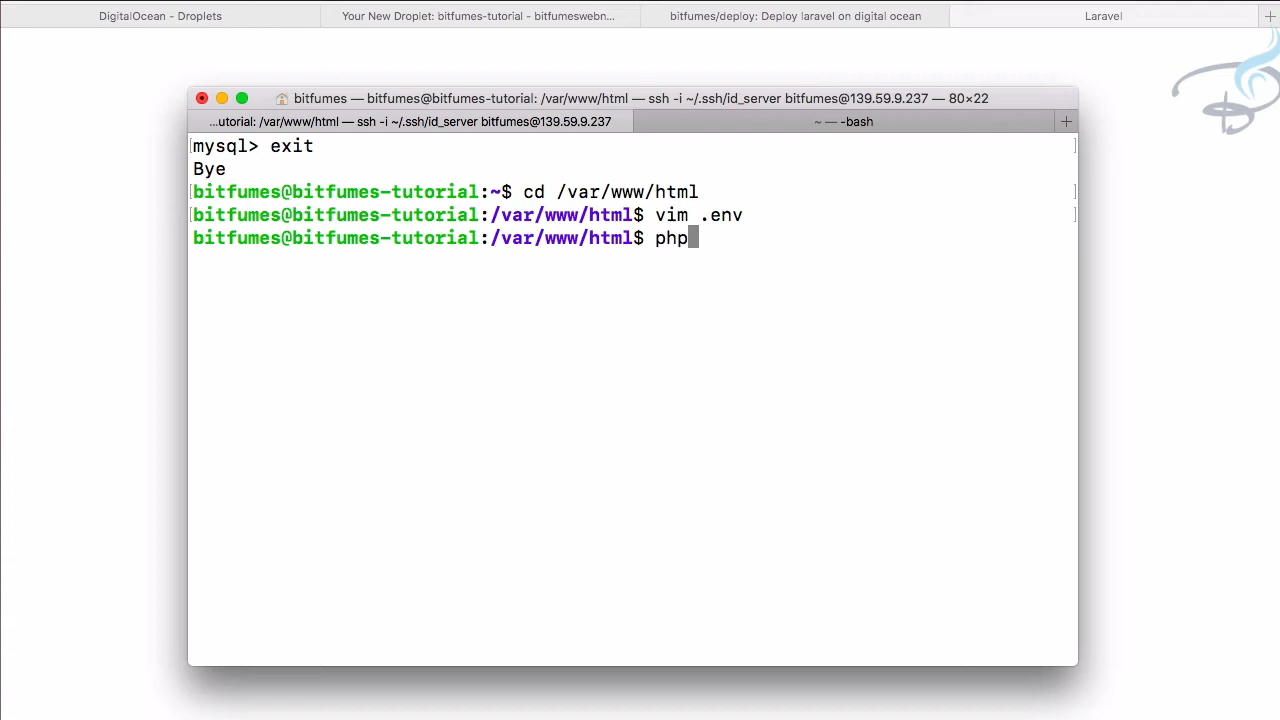 DigitalOcean - Droplets
Your New Droplet: bitfumes-tutorial - bitfumeswebn...
bitfumes/deploy: Deploy laravel on digital ocean
Laravel
bitfumes — bitfumes@bitfumes-tutorial: /var/www/html — ssh -i ~/.ssh/id_server bitfumes@139.59.9.237 — 80×22
...utorial: /var/www/html — ssh -i ~/.ssh/id_server bitfumes@139.59.9.237
~ — -bash
mysql> exit
Bye
bitfumes@bitfumes-tutorial:~$ cd /var/www/html
bitfumes@bitfumes-tutorial:/var/www/html$ vim .env
bitfumes@bitfumes-tutorial:/var/www/html$ php